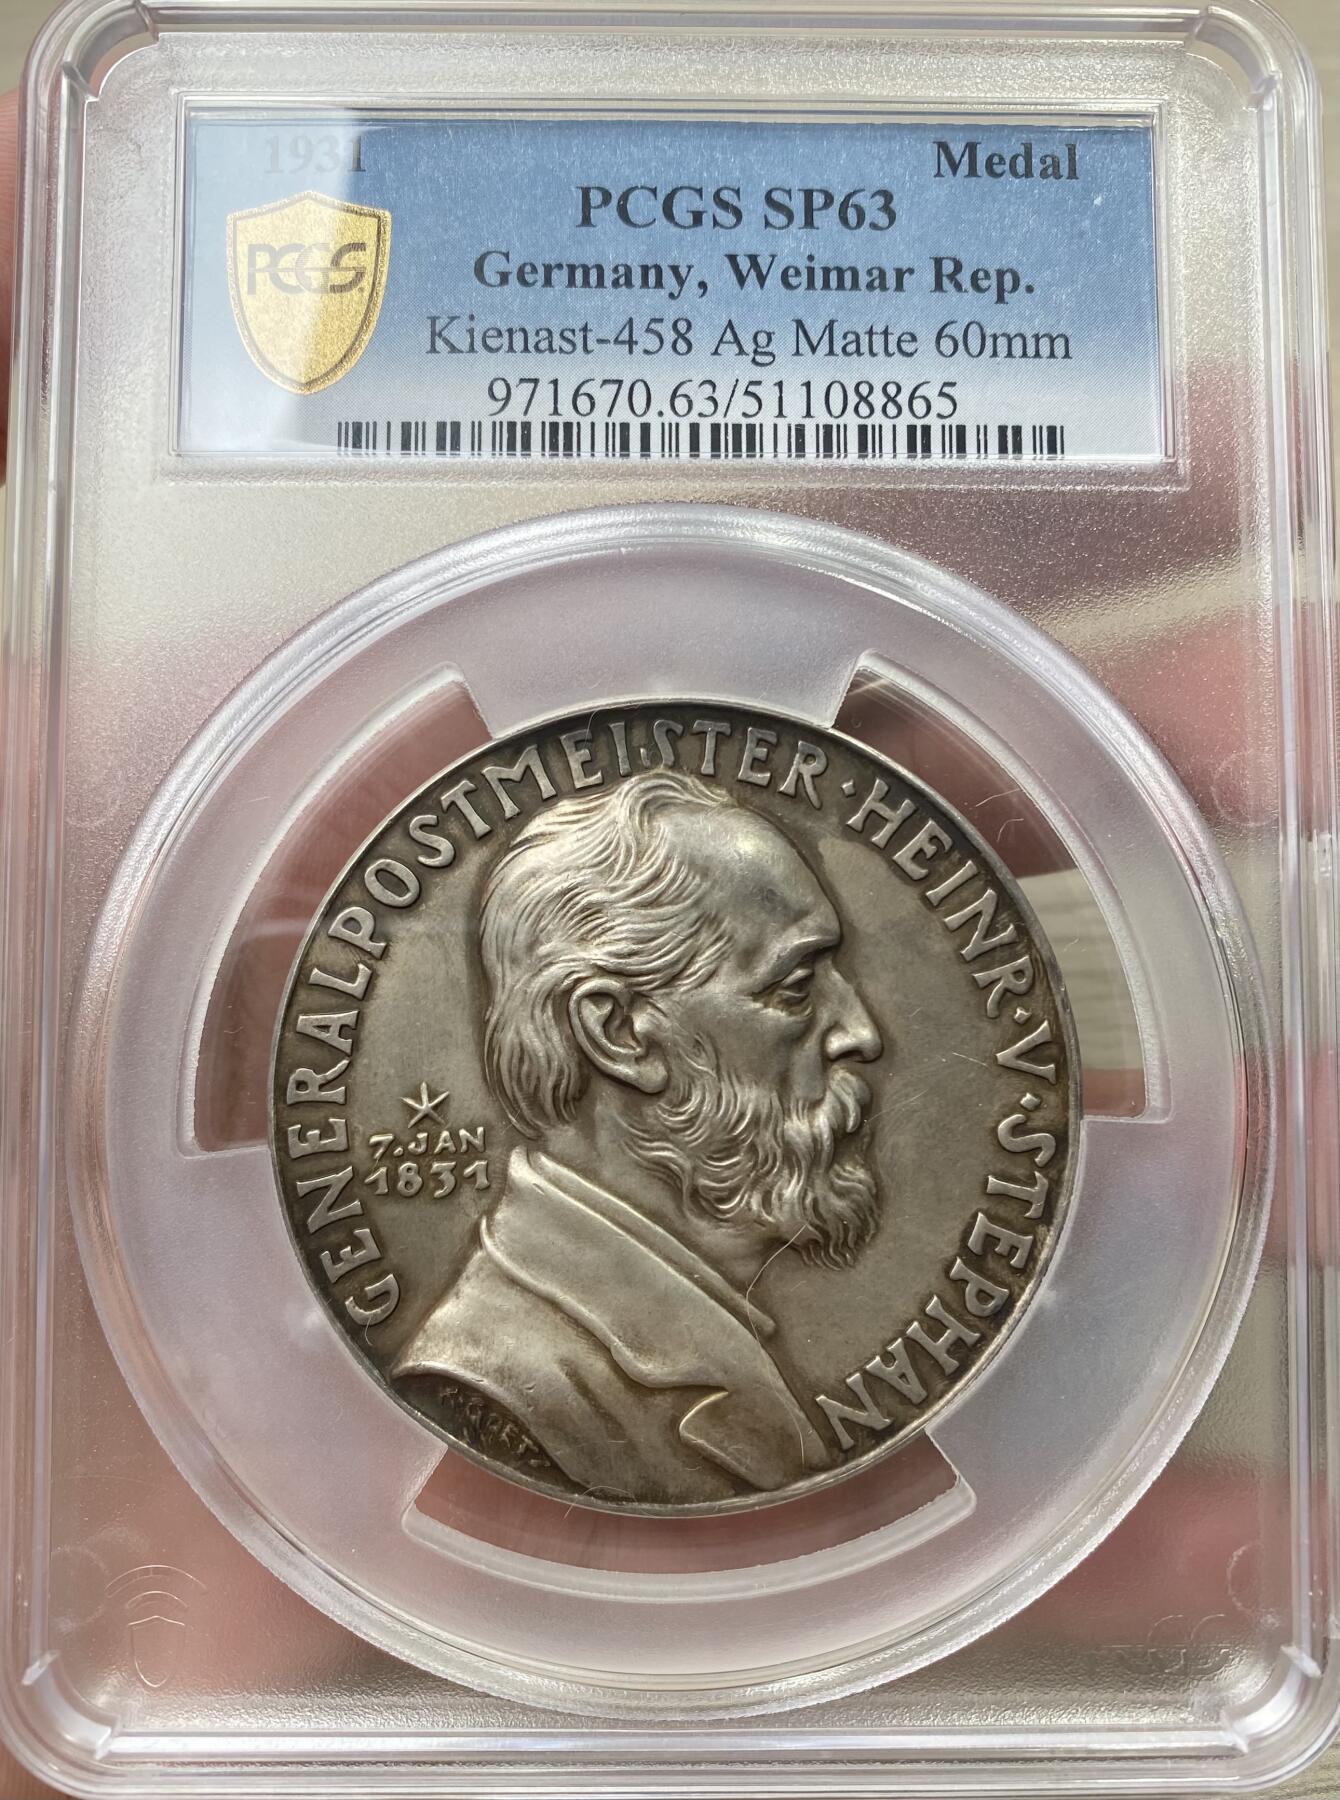 1931
Medal
PCGS SP63
PCGS
Germany, Weimar Rep.
Kienast-458 Ag Matte 60mm
971670.63/51108865
GENERALPOSTMEISTER · HEINR · V · STEPHAN
7. JAN
1831
K·GOETZ